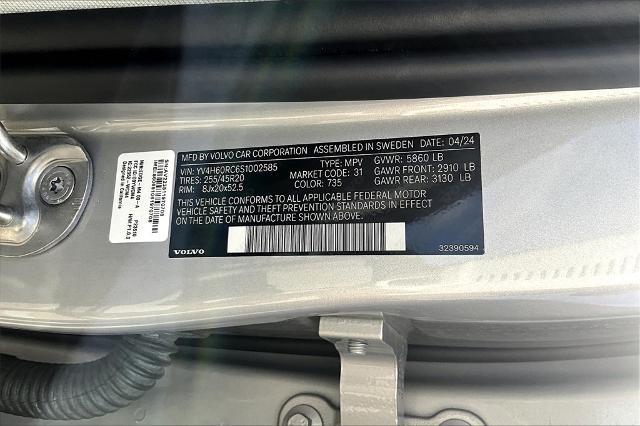 MFD BY VOLVO CAR CORPORATION ASSEMBLED IN SWEDEN 04/24
VIN: YV4H60RC6S1002585 TYPE: MPV GVWR: 5860 LB
TIRES: 255/45R20 MARKET CODE: 31 GAWR FRONT: 2910 LB
RIM: 8Jx20x52.5 COLOR: 735 GAWR REAR: 3130 LB
THIS VEHICLE CONFORMS TO ALL APPLICABLE FEDERAL MOTOR
VEHICLE SAFETY AND THEFT PREVENTION STANDARDS IN EFFECT
ON THE DATE OF MANUFACTURE SHOWN ABOVE.
VOLVO
32390594